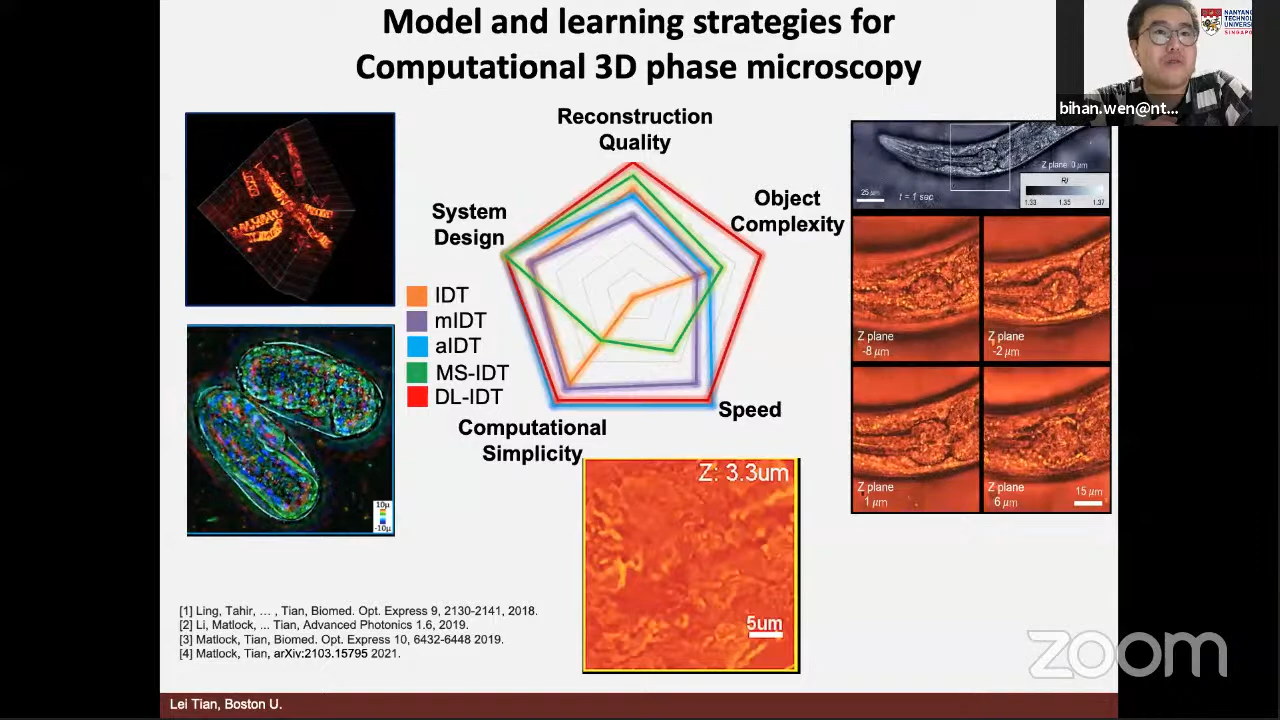 Model and learning strategies for
Computational 3D phase microscopy
NANYANG
TECHNOLOGICAL
UNIVERSITY
SINGAPORE
bihan.wen@nt...
Reconstruction
Quality
Object
Complexity
System
Design
IDT
mIDT
aIDT
MS-IDT
DL-IDT
Speed
Computational
Simplicity
10μ
-10μ
Z plane 0 μm
RI
1.33 1.35 1.37
25 μm
t = 1 sec
Z plane
-8 μm
Z plane
-2 μm
Z plane
1 μm
Z plane
6 μm
15 μm
Z: 3.3um
5um
[1] Ling, Tahir, … , Tian, Biomed. Opt. Express 9, 2130-2141, 2018.
[2] Li, Matlock, ... Tian, Advanced Photonics 1.6, 2019.
[3] Matlock, Tian, Biomed. Opt. Express 10, 6432-6448 2019.
[4] Matlock, Tian, arXiv:2103.15795 2021.
zoom
Lei Tian, Boston U.